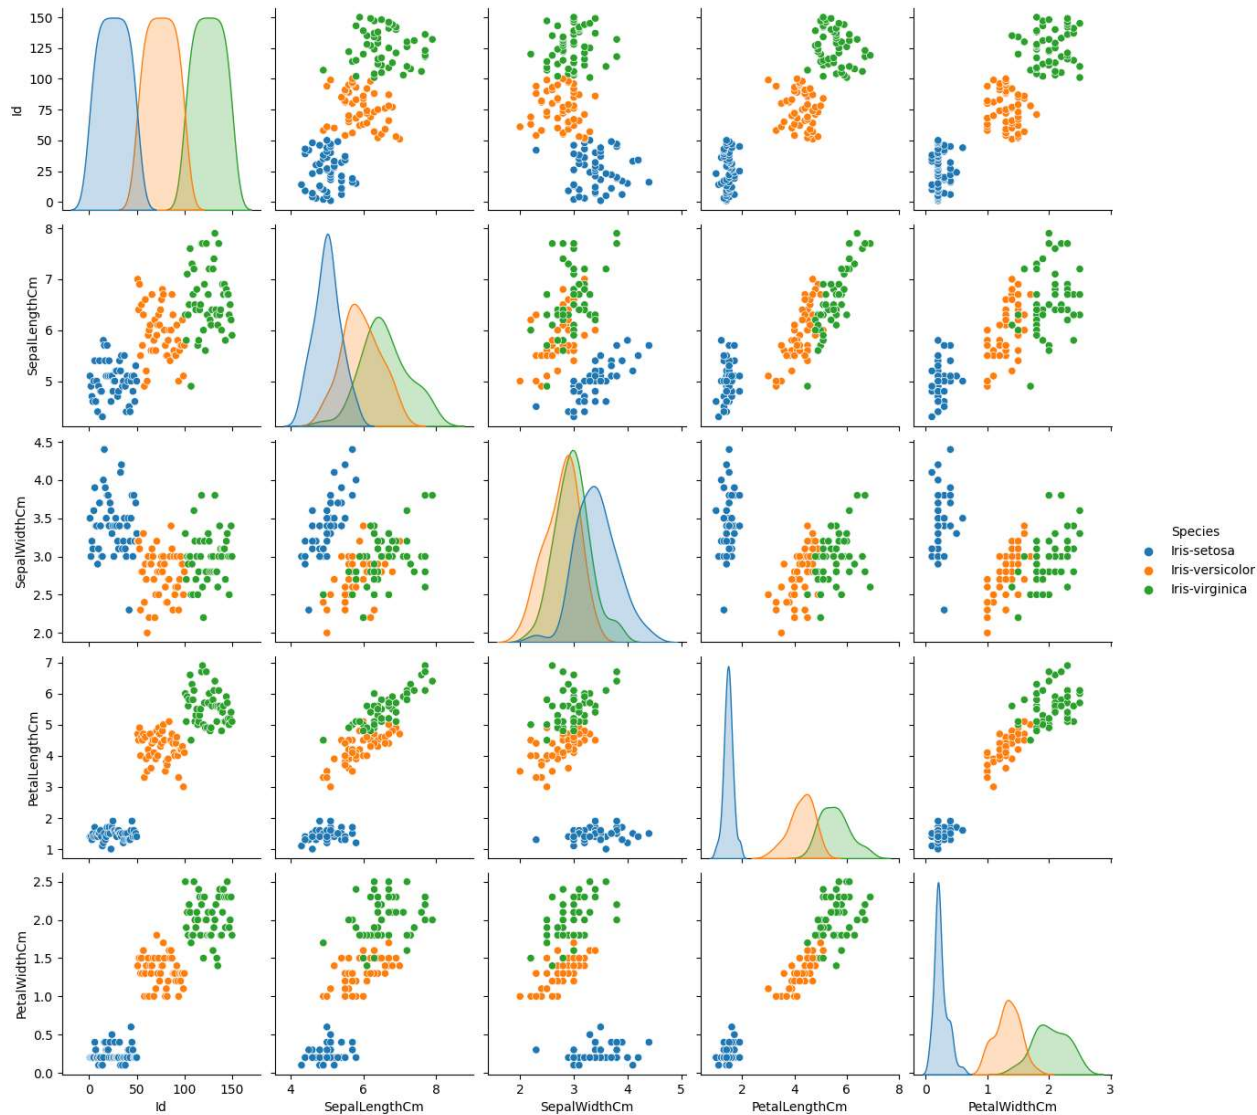 150
125
100
75
50
25
0
Id
8
7
6
5
SepalLengthCm
4.5
4.0
3.5
3.0
2.5
2.0
SepalWidthCm
Species
Iris-setosa
Iris-versicolor
Iris-virginica
7
6
5
4
3
2
1
PetalLengthCm
2.5
2.0
1.5
1.0
0.5
0.0
PetalWidthCm
0 50 100 150
4 6 8
2 3 4 5
2 4 6 8
0 1 2 3
Id
SepalLengthCm
SepalWidthCm
PetalLengthCm
PetalWidthCm